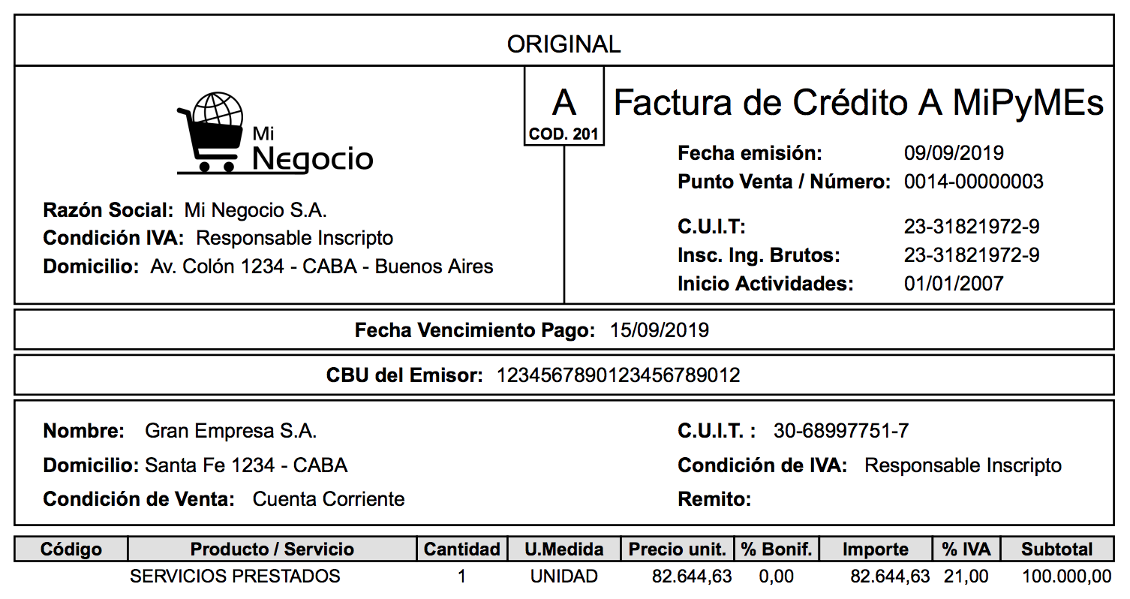 ORIGINAL
Mi
Negocio
Razón Social: Mi Negocio S.A.
Condición IVA: Responsable Inscripto
Domicilio: Av. Colón 1234 - CABA - Buenos Aires
A
COD. 201
Factura de Crédito A MiPyMEs
Fecha emisión: 09/09/2019
Punto Venta / Número: 0014-00000003
C.U.I.T: 23-31821972-9
Insc. Ing. Brutos: 23-31821972-9
Inicio Actividades: 01/01/2007
Fecha Vencimiento Pago: 15/09/2019
CBU del Emisor: 1234567890123456789012
Nombre: Gran Empresa S.A.
Domicilio: Santa Fe 1234 - CABA
Condición de Venta: Cuenta Corriente
C.U.I.T. : 30-68997751-7
Condición de IVA: Responsable Inscripto
Remito:
Código Producto / Servicio Cantidad U.Medida Precio unit. % Bonif. Importe % IVA Subtotal
SERVICIOS PRESTADOS 1 UNIDAD 82.644,63 0,00 82.644,63 21,00 100.000,00